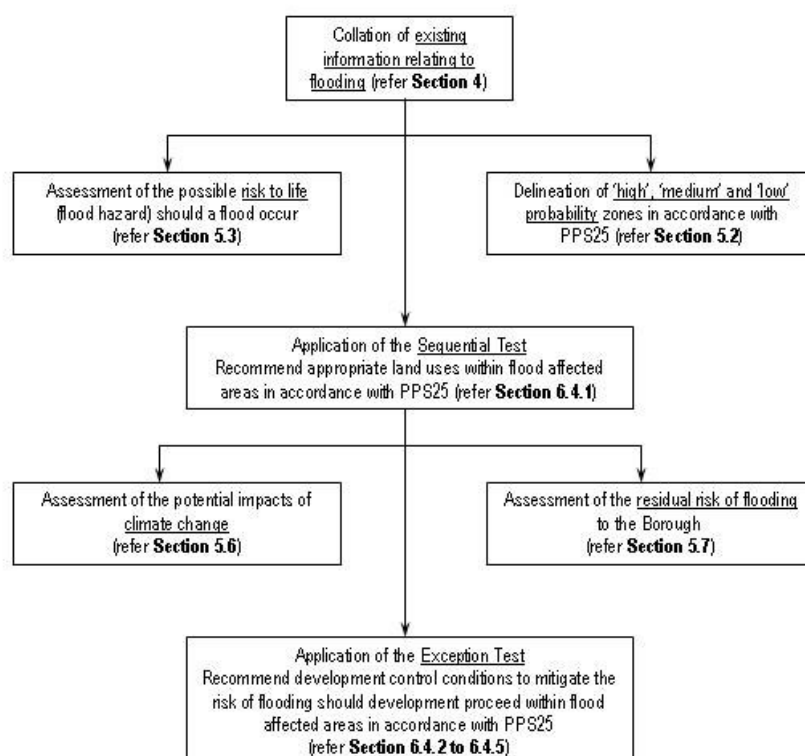 Collation of existing
information relating to
flooding (refer Section 4)
Assessment of the possible risk to life
(flood hazard) should a flood occur
(refer Section 5.3)
Delineation of ‘high’, ‘medium’ and ‘low’
probability zones in accordance with
PPS25 (refer Section 5.2)
Application of the Sequential Test
Recommend appropriate land uses within flood affected
areas in accordance with PPS25 (refer Section 6.4.1)
Assessment of the potential impacts of
climate change
(refer Section 5.6)
Assessment of the residual risk of flooding
to the Borough
(refer Section 5.7)
Application of the Exception Test
Recommend development control conditions to mitigate the
risk of flooding should development proceed within flood
affected areas in accordance with PPS25
(refer Section 6.4.2 to 6.4.5)